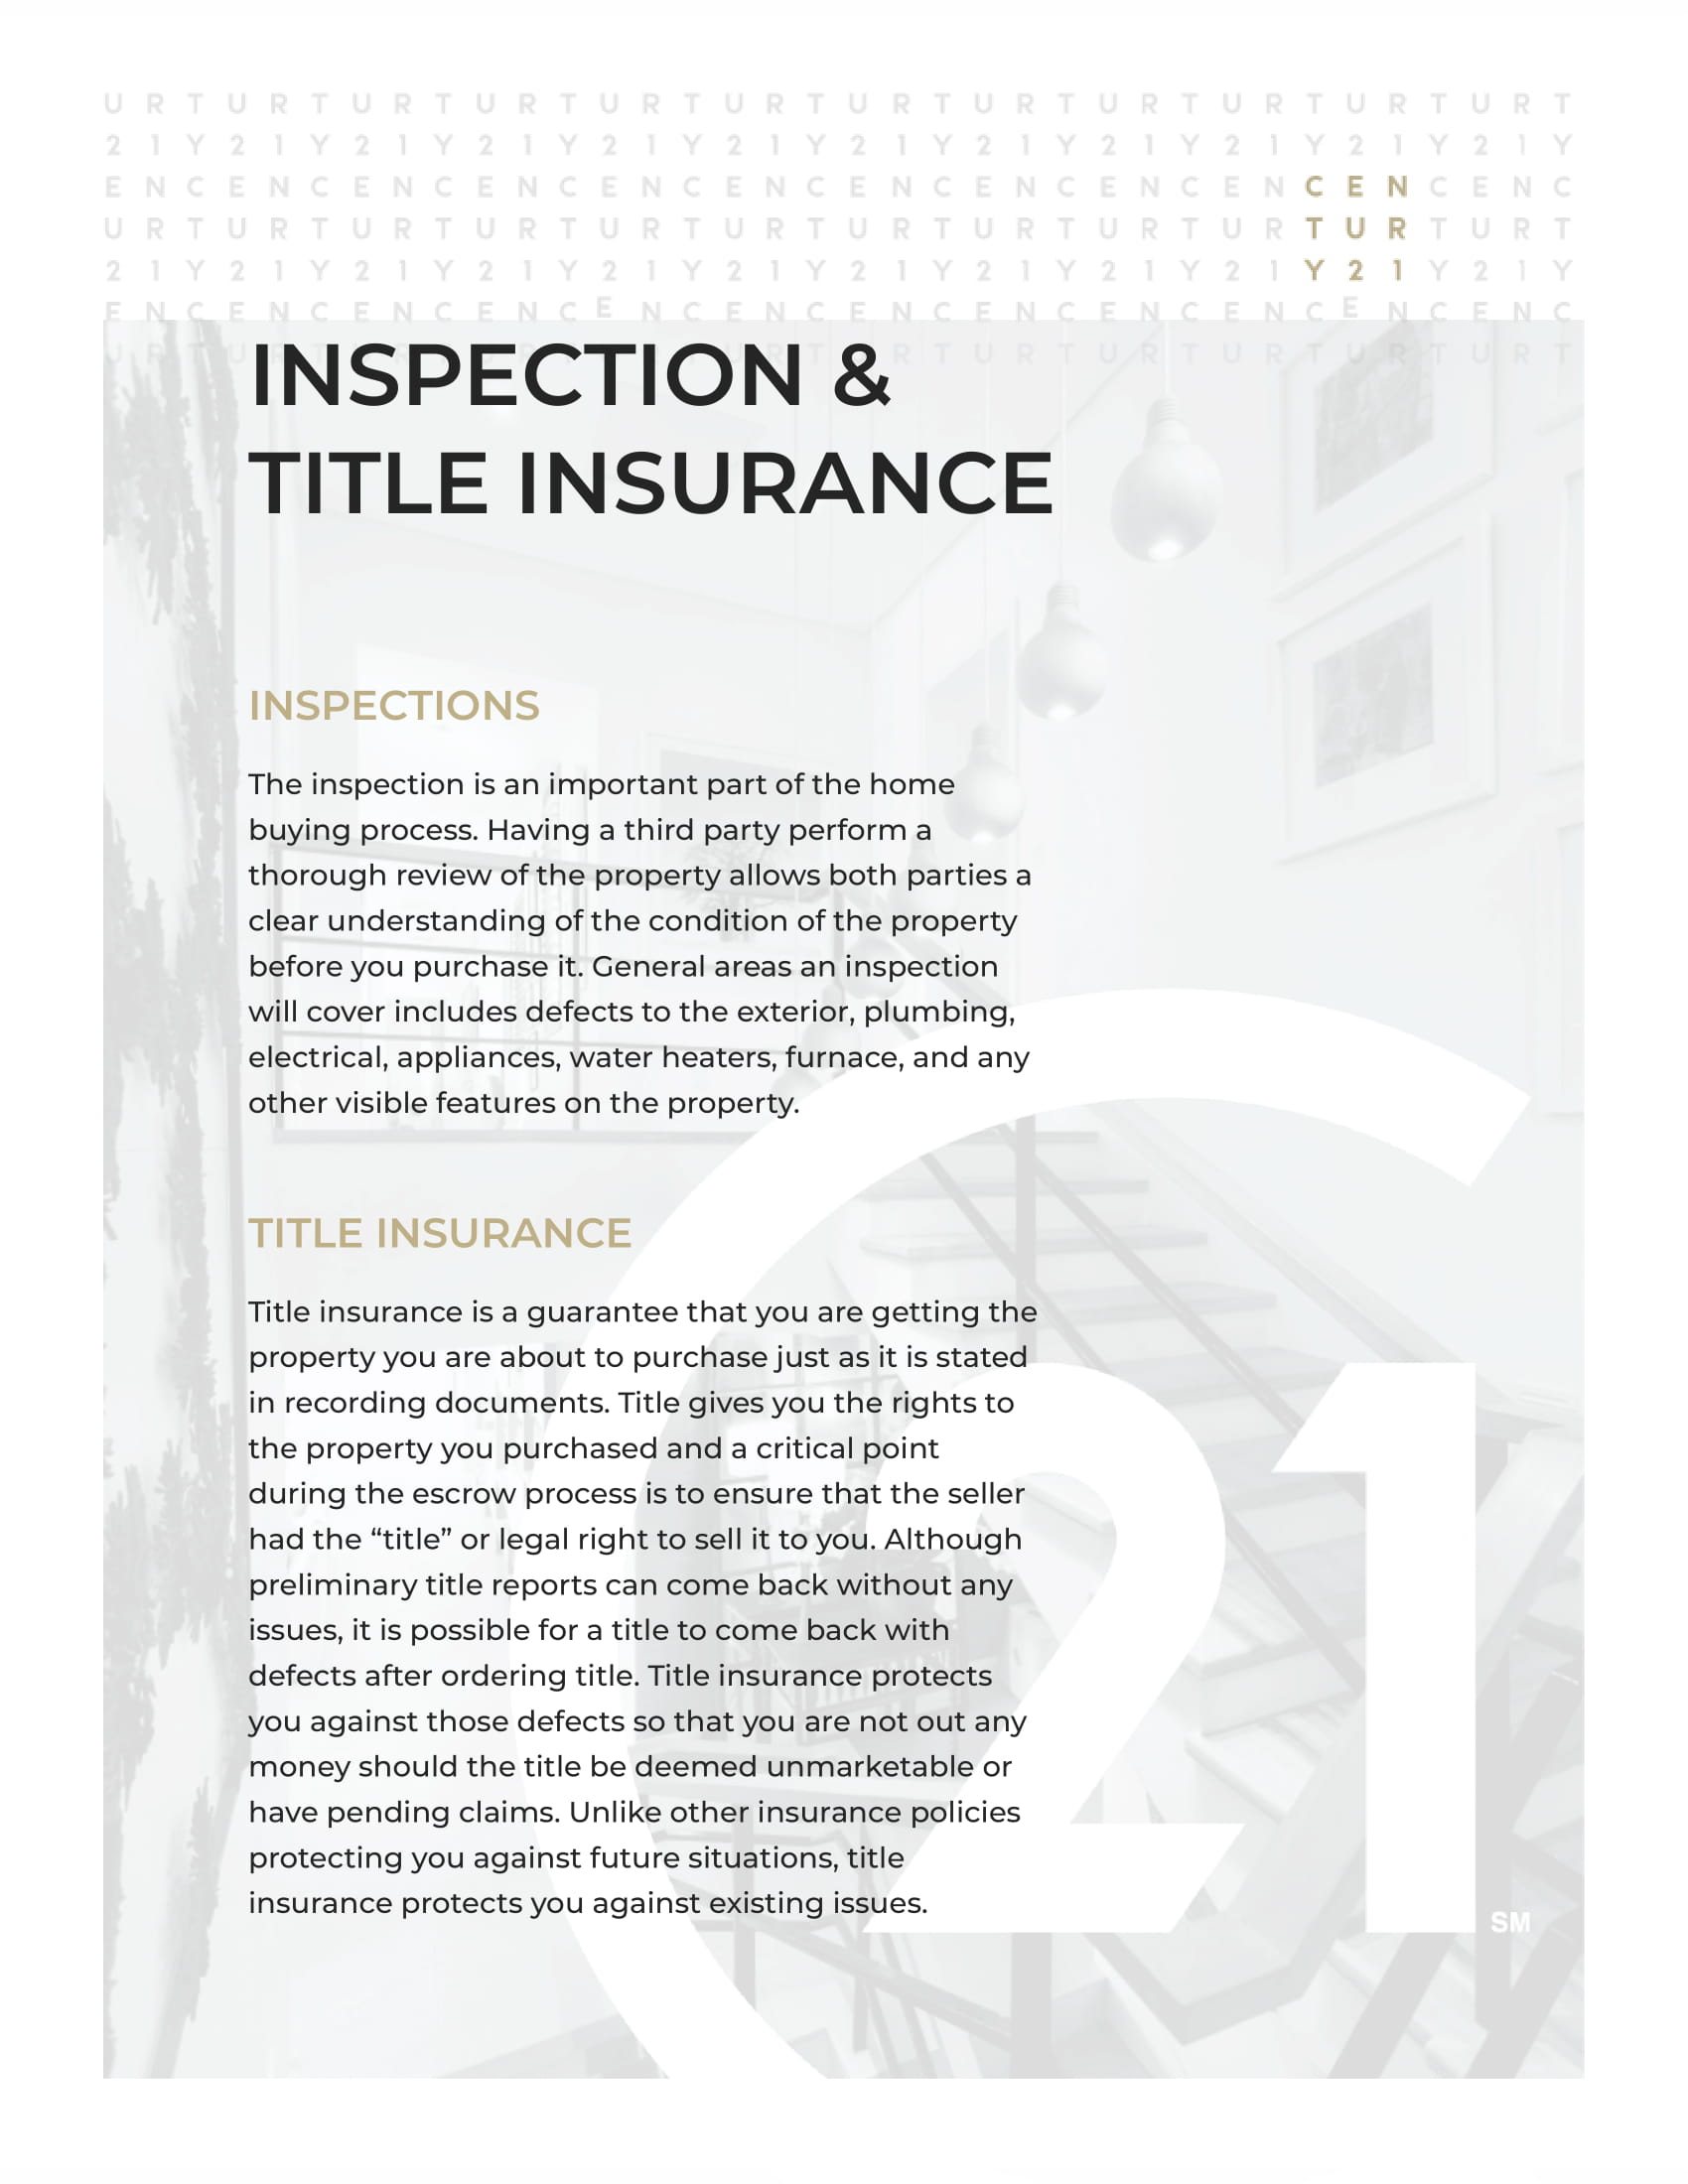 U R T U R T U R T U R T U R T U R T U R T U R T U R T U R T U R T U R T
2 1 Y 2 1 Y 2 1 Y 2 1 Y 2 1 Y 2 1 Y 2 1 Y 2 1 Y 2 1 Y 2 1 Y 2 1 Y 2 1 Y
E N C E N C E N C E N C E N C E N C E N C E N C E N C E N C E N C E N C
U R T U R T U R T U R T U R T U R T U R T U R T U R T U R T U R T U R T
2 1 Y 2 1 Y 2 1 Y 2 1 Y 2 1 Y 2 1 Y 2 1 Y 2 1 Y 2 1 Y 2 1 Y 2 1 Y 2 1 Y
E N C E N C E N C E N C E N C E N C E N C E N C E N C E N C E N C E N C
INSPECTION &
TITLE INSURANCE
INSPECTIONS
The inspection is an important part of the home
buying process. Having a third party perform a
thorough review of the property allows both parties a
clear understanding of the condition of the property
before you purchase it. General areas an inspection
will cover includes defects to the exterior, plumbing,
electrical, appliances, water heaters, furnace, and any
other visible features on the property.
TITLE INSURANCE
Title insurance is a guarantee that you are getting the
property you are about to purchase just as it is stated
in recording documents. Title gives you the rights to
the property you purchased and a critical point
during the escrow process is to ensure that the seller
had the “title” or legal right to sell it to you. Although
preliminary title reports can come back without any
issues, it is possible for a title to come back with
defects after ordering title. Title insurance protects
you against those defects so that you are not out any
money should the title be deemed unmarketable or
have pending claims. Unlike other insurance policies
protecting you against future situations, title
insurance protects you against existing issues.
C21 SM